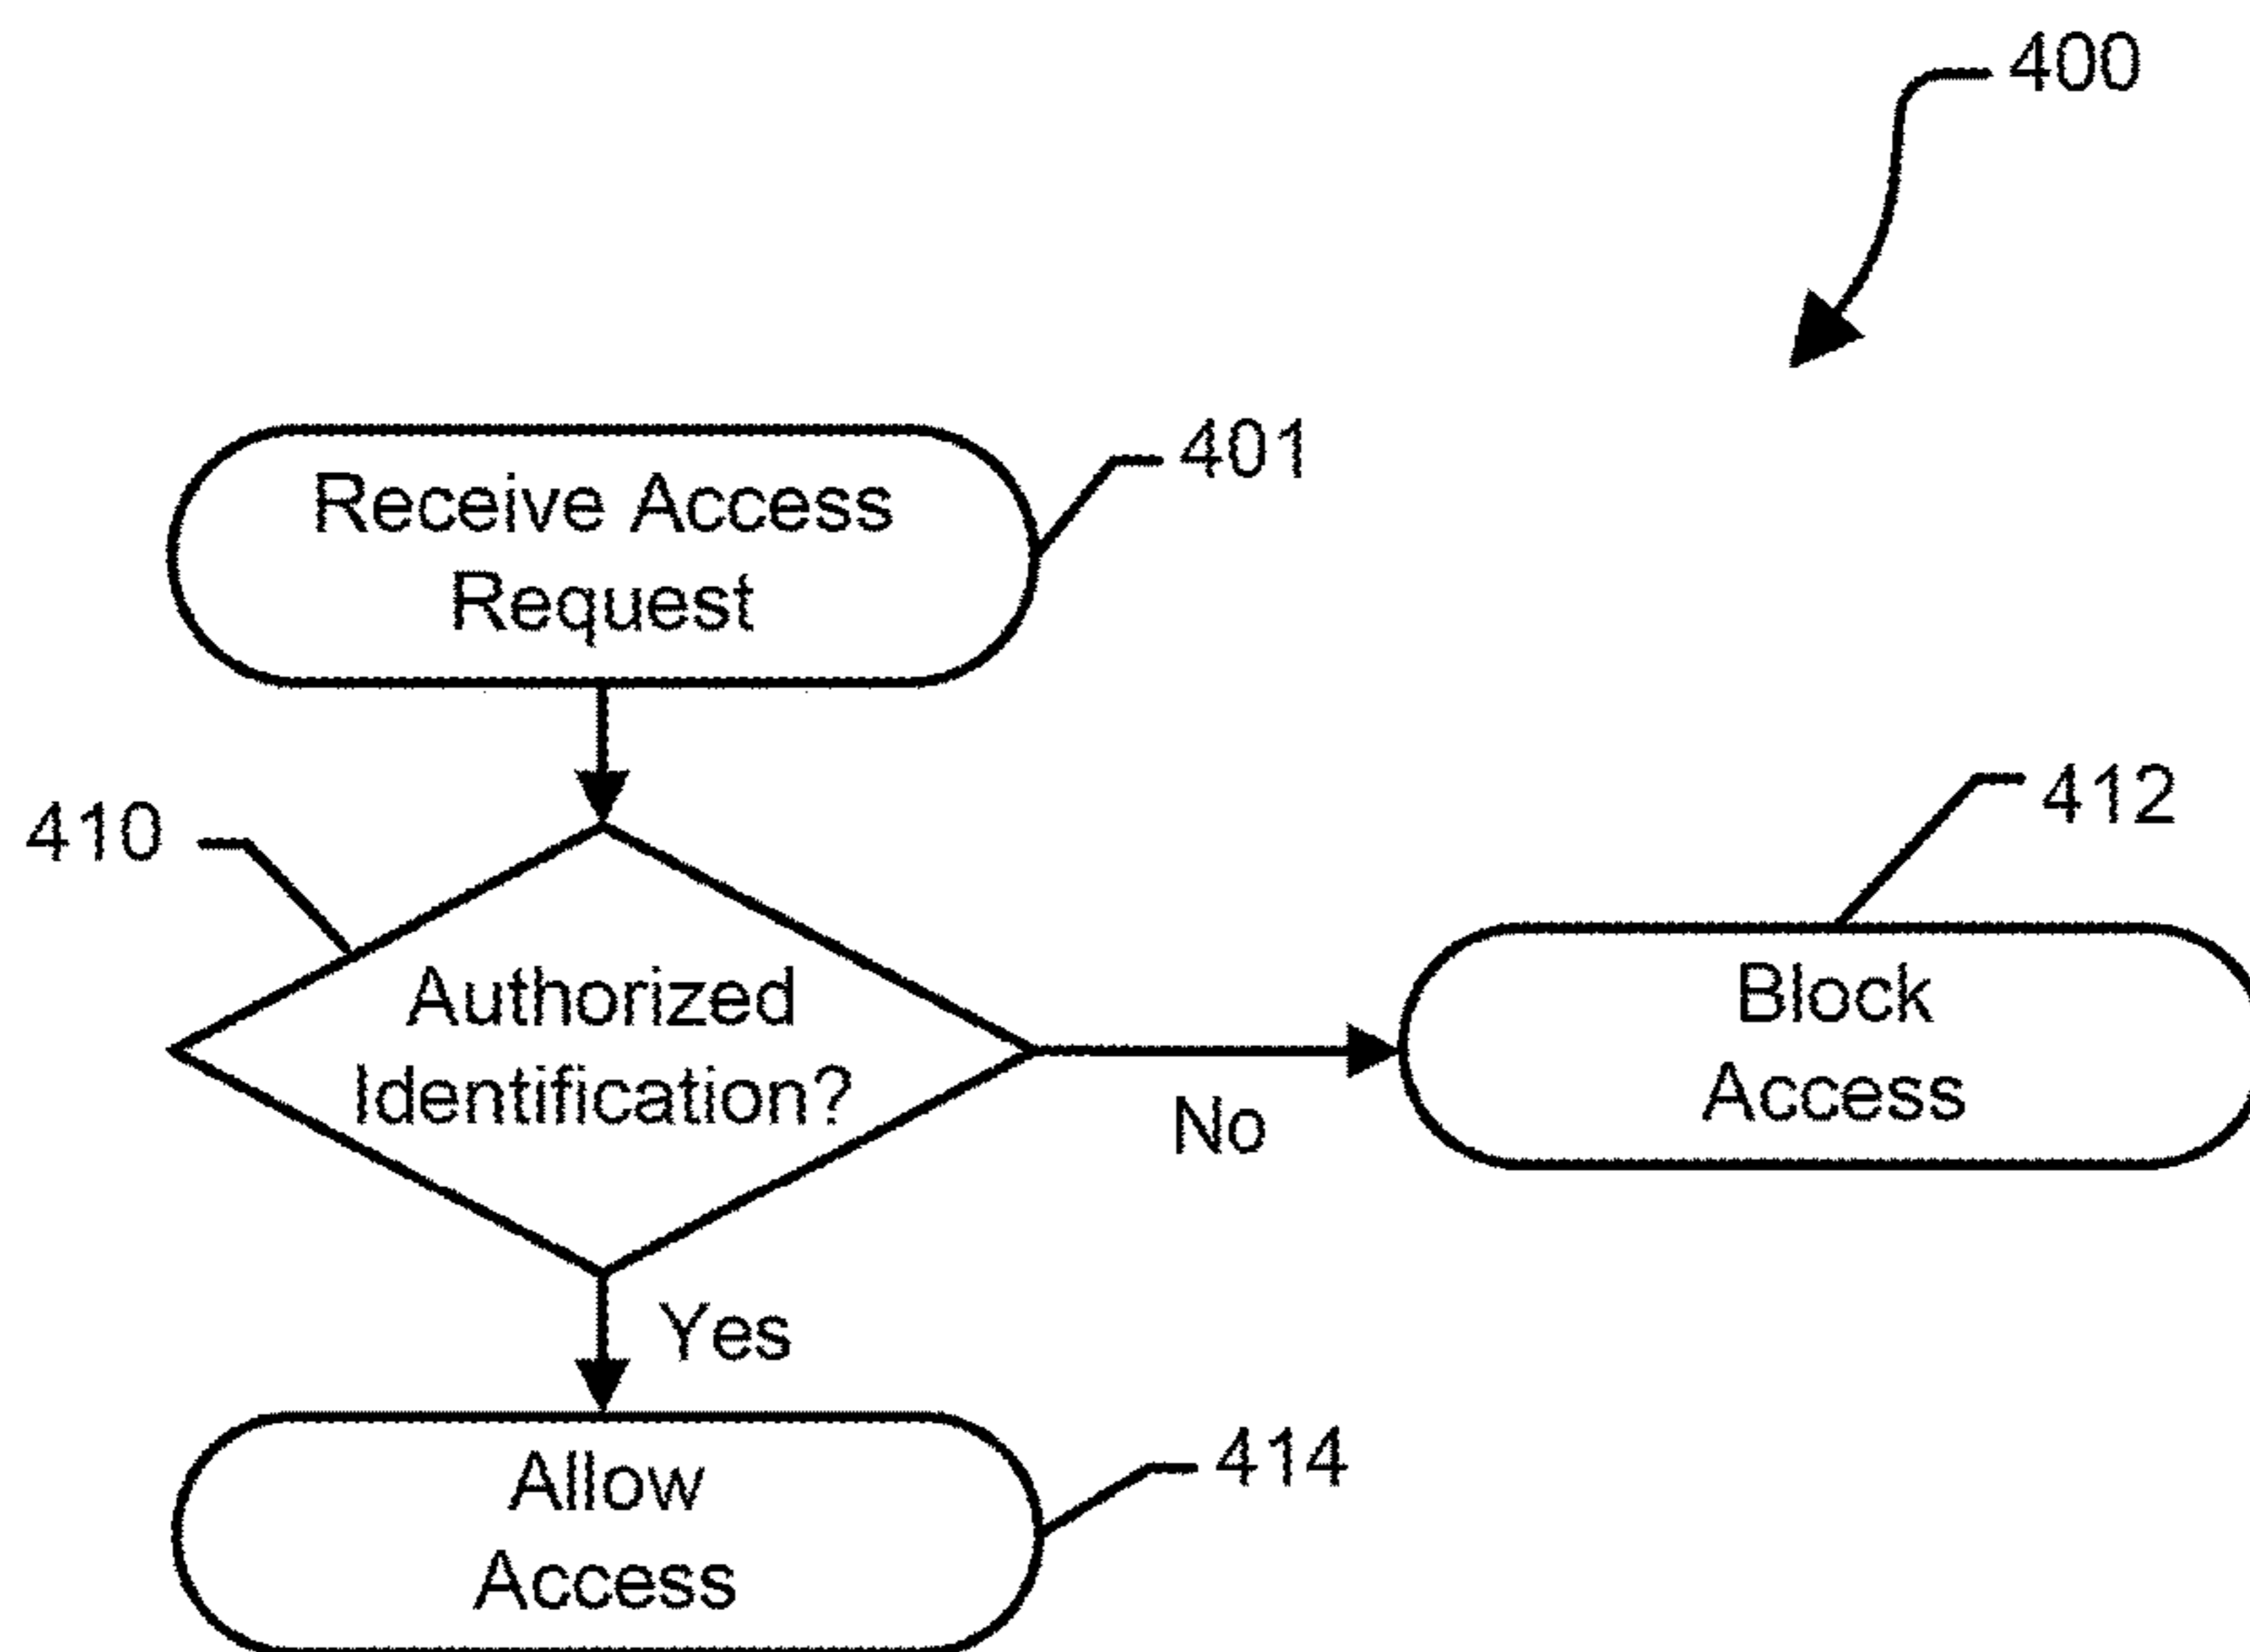 400
Receive Access
Request
401
410
Authorized
Identification?
No
412
Block
Access
Yes
Allow
Access
414